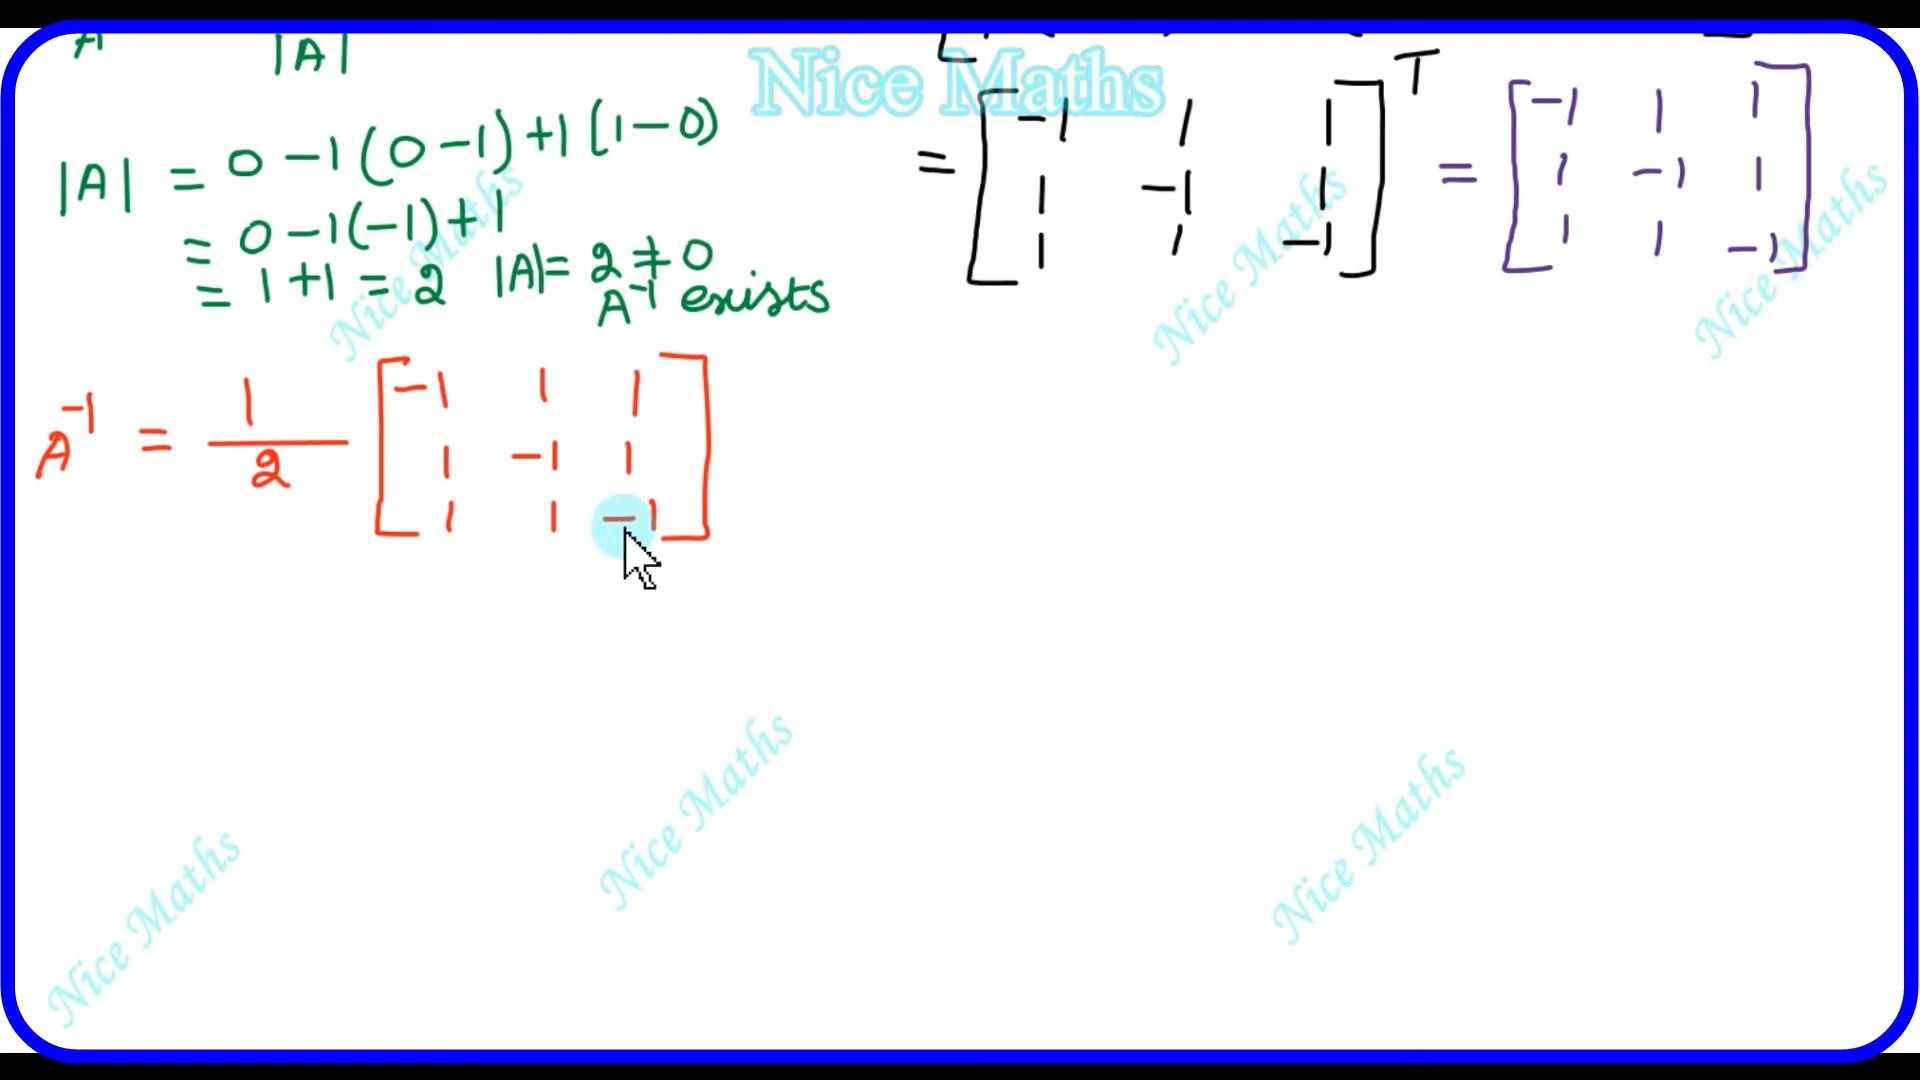 |A|
Nice Maths
|A| = 0 -1(0-1)+1(1-0)
= 0-1(-1)+1
= 1+1 = 2 |A|= 2 ≠ 0
A⁻¹ exists
= [-1 1 1
1 -1 1
1 1 -1]ᵀ
= [-1 1 1
1 -1 1
1 1 -1]
A⁻¹ = 1/2 [-1 1 1
1 -1 1
1 1 -1]
Nice Maths
Nice Maths
Nice Maths
Nice Maths
Nice Maths
Nice Maths